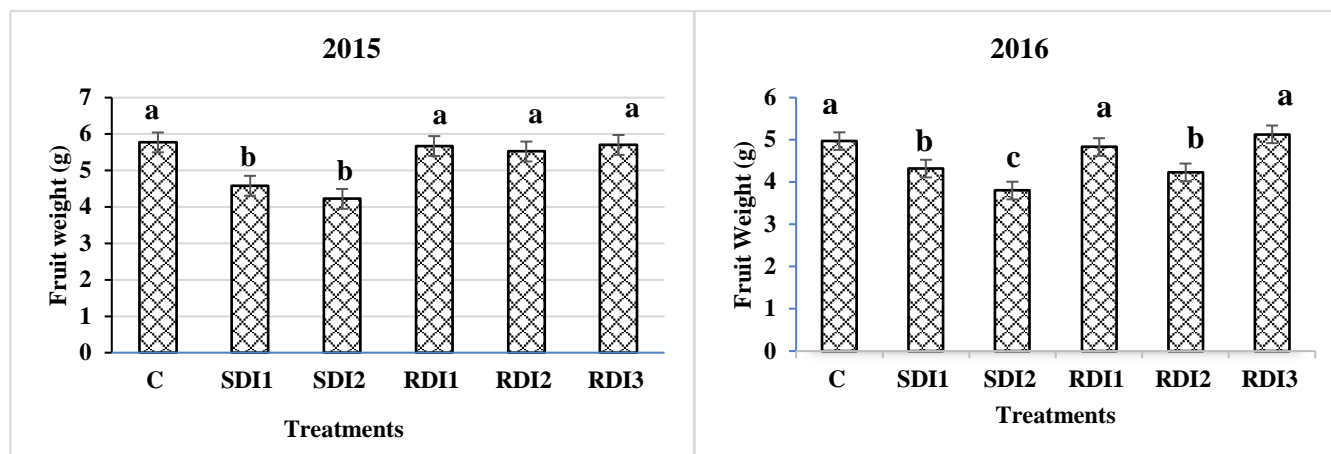 2015
Fruit weight (g)
7
6
5
4
3
2
1
0
a
b
b
a
a
a
C SDI1 SDI2 RDI1 RDI2 RDI3
Treatments
2016
Fruit Weight (g)
6
5
4
3
2
1
0
a
b
c
a
b
a
C SDI1 SDI2 RDI1 RDI2 RDI3
Treatments